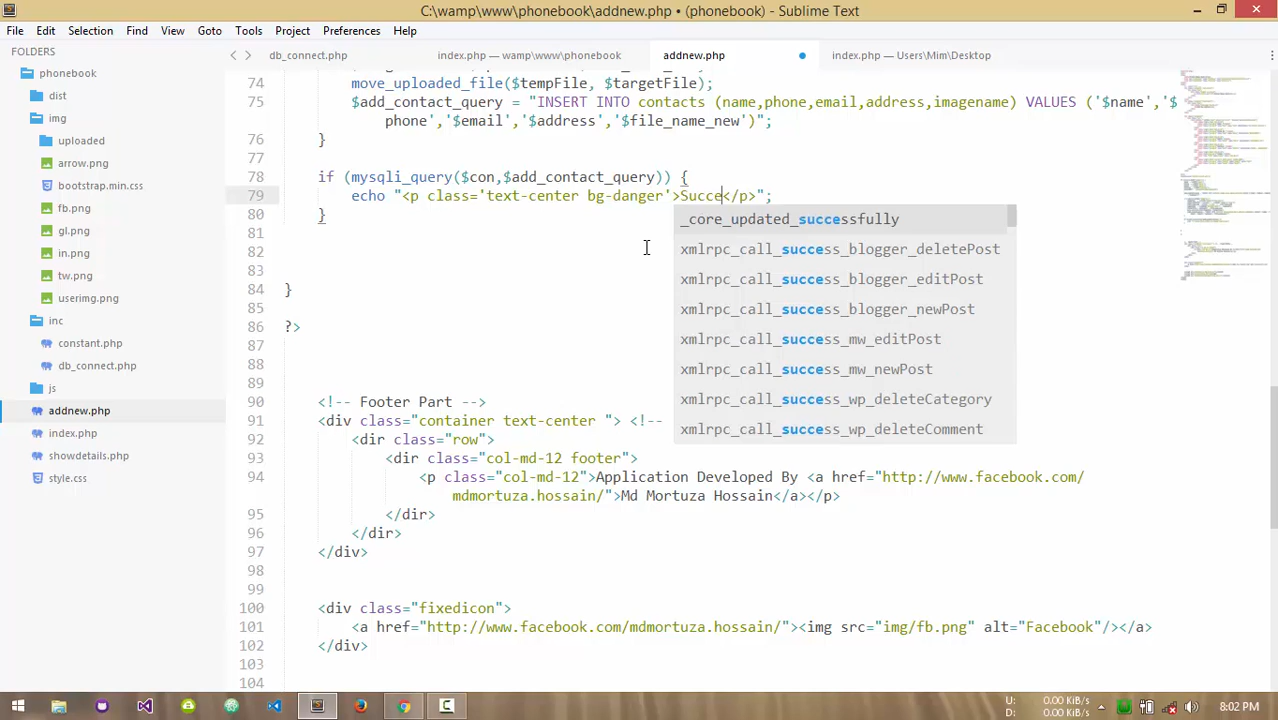 C:\wamp\www\phonebook\addnew.php • (phonebook) - Sublime Text
File Edit Selection Find View Goto Tools Project Preferences Help
FOLDERS
phonebook
dist
img
uploaded
arrow.png
bootstrap.min.css
fb.png
gl.png
in.png
tw.png
userimg.png
inc
constant.php
db_connect.php
js
addnew.php
index.php
showdetails.php
style.css
db_connect.php index.php — wamp\www\phonebook addnew.php index.php — Users\Mim\Desktop
74 move_uploaded_file($tempFile, $targetFile);
75 $add_contact_query = "INSERT INTO contacts (name,phone,email,address,imagename) VALUES ('$name','$
phone','$email','$address','$file_name_new')";
76
77
78 if (mysqli_query($conn,$add_contact_query)) {
79 echo "<p class='text-center bg-danger'>Succe</p>";
80 }
81
82
83
84 }
85
86 ?>
87
88
89
90 <!-- Footer Part -->
91 <div class="container text-center "> <!--
92 <dir class="row">
93 <dir class="col-md-12 footer">
94 <p class="col-md-12">Application Developed By <a href="http://www.facebook.com/
mdmortuza.hossain/">Md Mortuza Hossain</a></p>
95 </dir>
96 </dir>
97 </div>
98
99
100 <div class="fixedicon">
101 <a href="http://www.facebook.com/mdmortuza.hossain/"><img src="img/fb.png" alt="Facebook"/></a>
102 </div>
103
104
_core_updated_successfully
xmlrpc_call_success_blogger_deletePost
xmlrpc_call_success_blogger_editPost
xmlrpc_call_success_blogger_newPost
xmlrpc_call_success_mw_editPost
xmlrpc_call_success_mw_newPost
xmlrpc_call_success_wp_deleteCategory
xmlrpc_call_success_wp_deleteComment
U: 0.00 KiB/s
D: 0.00 KiB/s
8:02 PM